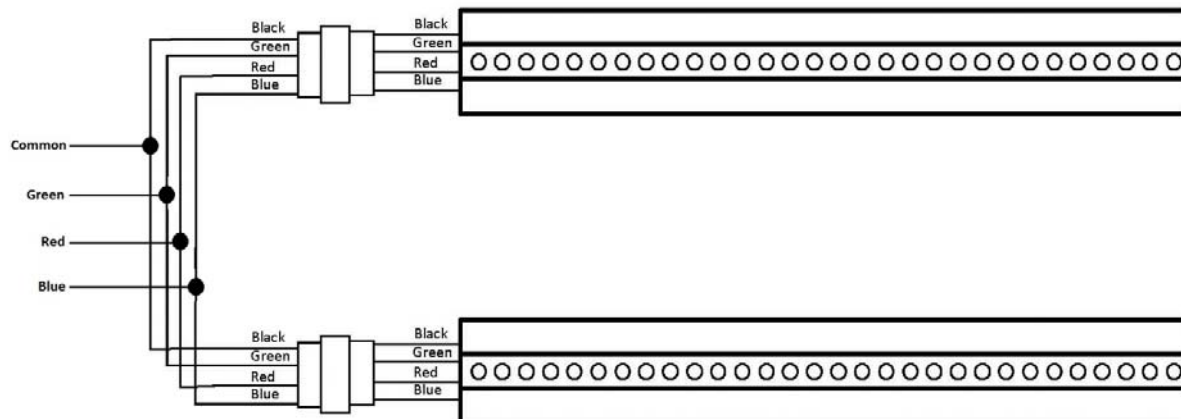 Black Black
Green Green
Red Red
Blue Blue
Common
Green
Red
Blue
Black Black
Green Green
Red Red
Blue Blue